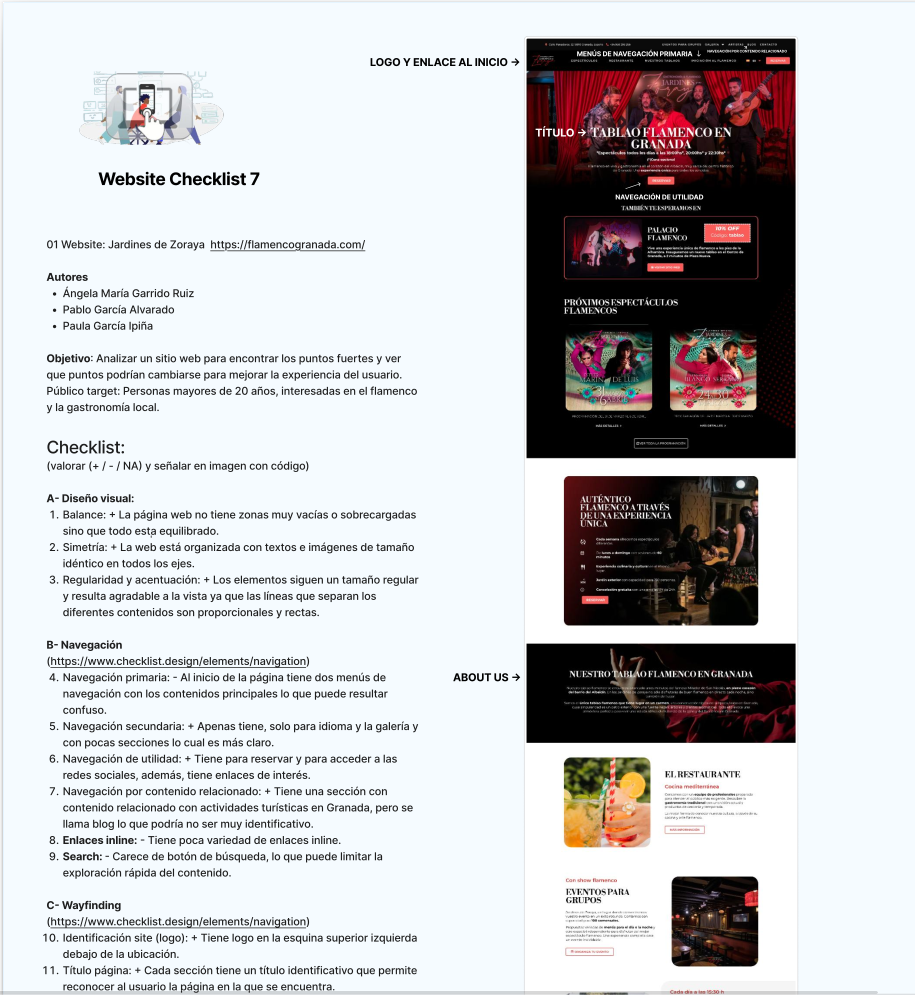 LOGO Y ENLACE AL INICIO →
Website Checklist 7
01 Website: Jardines de Zoraya https://flamencogranada.com/
Autores
• Ángela María Garrido Ruiz
• Pablo García Alvarado
• Paula García Ipiña
Objetivo: Analizar un sitio web para encontrar los puntos fuertes y ver
que puntos podrían cambiarse para mejorar la experiencia del usuario.
Público target: Personas mayores de 20 años, interesadas en el flamenco
y la gastronomía local.
Checklist:
(valorar (+ / - / NA) y señalar en imagen con código)
A- Diseño visual:
1. Balance: + La página web no tiene zonas muy vacías o sobrecargadas
sino que todo está equilibrado.
2. Simetría: + La web está organizada con textos e imágenes de tamaño
idéntico en todos los ejes.
3. Regularidad y acentuación: + Los elementos siguen un tamaño regular
y resulta agradable a la vista ya que las líneas que separan los
diferentes contenidos son proporcionales y rectas.
B- Navegación
(https://www.checklist.design/elements/navigation)
4. Navegación primaria: - Al inicio de la página tiene dos menús de
navegación con los contenidos principales lo que puede resultar
confuso.
5. Navegación secundaria: + Apenas tiene, solo para idioma y la galería y
con pocas secciones lo cual es más claro.
6. Navegación de utilidad: + Tiene para reservar y para acceder a las
redes sociales, además, tiene enlaces de interés.
7. Navegación por contenido relacionado: + Tiene una sección con
contenido relacionado con actividades turísticas en Granada, pero se
llama blog lo que podría no ser muy identificativo.
8. Enlaces inline: - Tiene poca variedad de enlaces inline.
9. Search: - Carece de botón de búsqueda, lo que puede limitar la
exploración rápida del contenido.
C- Wayfinding
(https://www.checklist.design/elements/navigation)
10. Identificación site (logo): + Tiene logo en la esquina superior izquierda
debajo de la ubicación.
11. Título página: + Cada sección tiene un título identificativo que permite
reconocer al usuario la página en la que se encuentra.
MENÚS DE NAVEGACIÓN PRIMARIA ↓
NAVEGACIÓN POR CONTENIDO RELACIONADO
TÍTULO → TABLAO FLAMENCO EN
GRANADA
NAVEGACIÓN DE UTILIDAD
TAMBIÉN TE ESPERAMOS EN
PALACIO
FLAMENCO
10% OFF
Código: tablao
PRÓXIMOS ESPECTÁCULOS
FLAMENCOS
MÁS DETALLES >
MÁS DETALLES >
AUTÉNTICO
FLAMENCO A TRAVÉS
DE UNA EXPERIENCIA
ÚNICA
ABOUT US →
NUESTRO TABLAO FLAMENCO EN GRANADA
EL RESTAURANTE
Cocina mediterránea
Con show flamenco
EVENTOS PARA
GRUPOS
Cada día a las 15:30 h